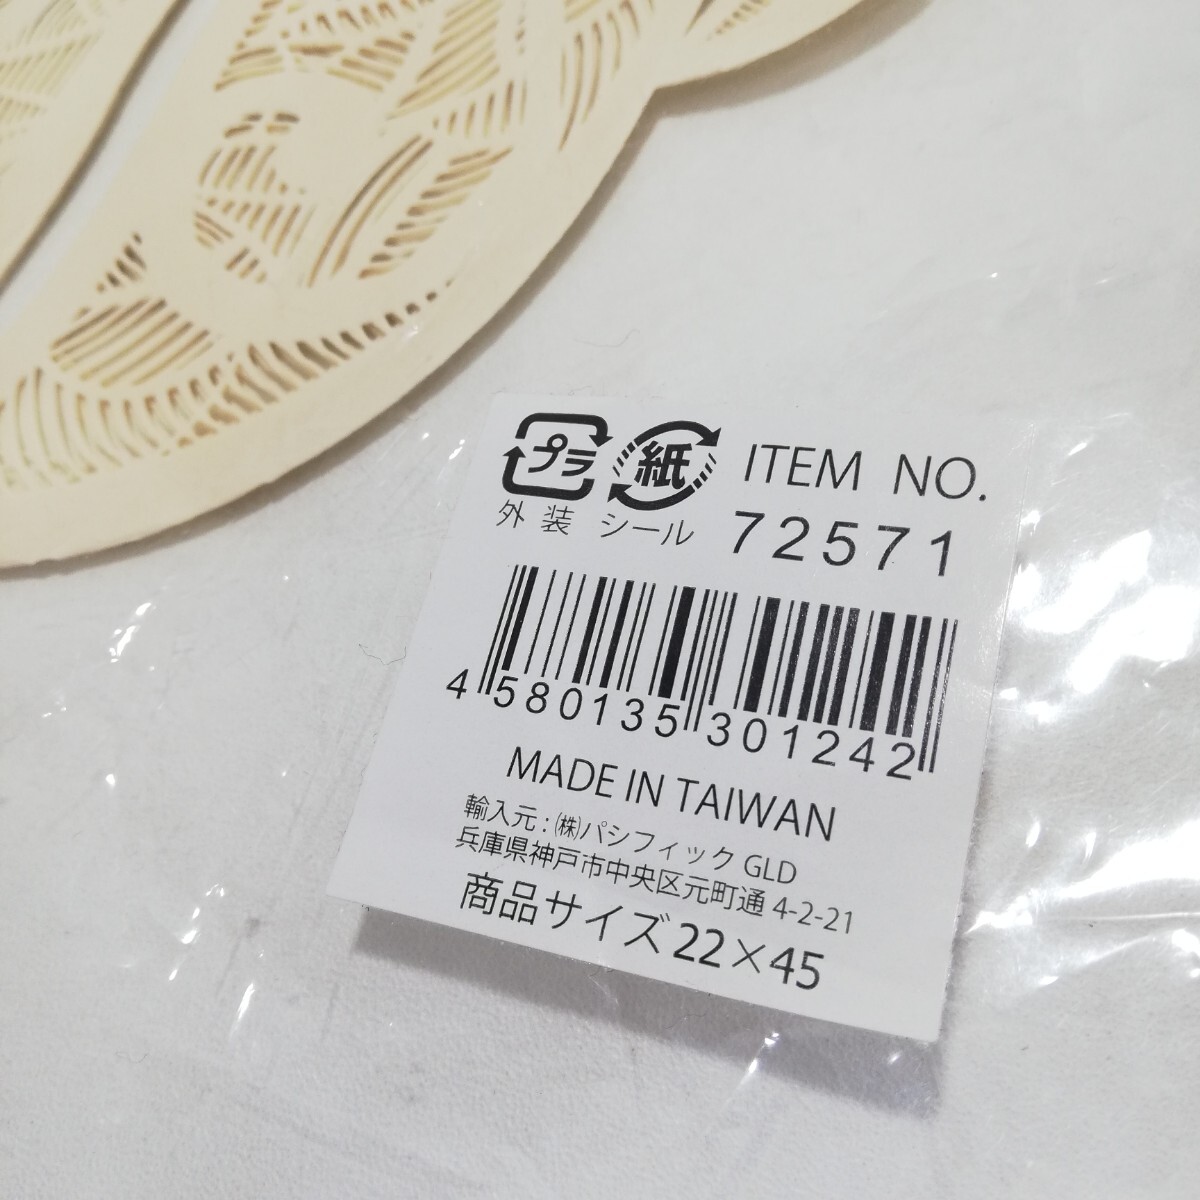 プラ 紙 ITEM NO.
外装 シール 72571
4 580135 301242
MADE IN TAIWAN
輸入元：㈱パシフィック GLD
兵庫県神戸市中央区元町通 4-2-21
商品サイズ 22×45